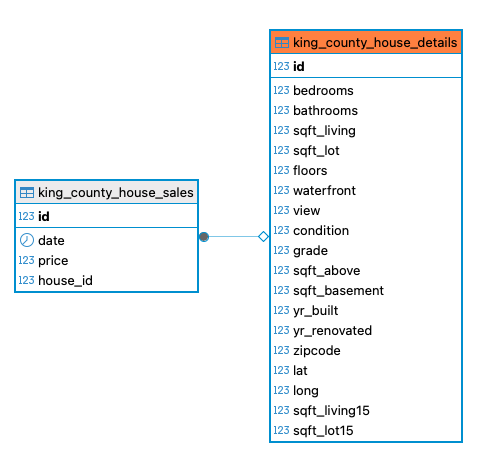 king_county_house_sales
123 id
date
123 price
123 house_id
king_county_house_details
123 id
123 bedrooms
123 bathrooms
123 sqft_living
123 sqft_lot
123 floors
123 waterfront
123 view
123 condition
123 grade
123 sqft_above
123 sqft_basement
123 yr_built
123 yr_renovated
123 zipcode
123 lat
123 long
123 sqft_living15
123 sqft_lot15